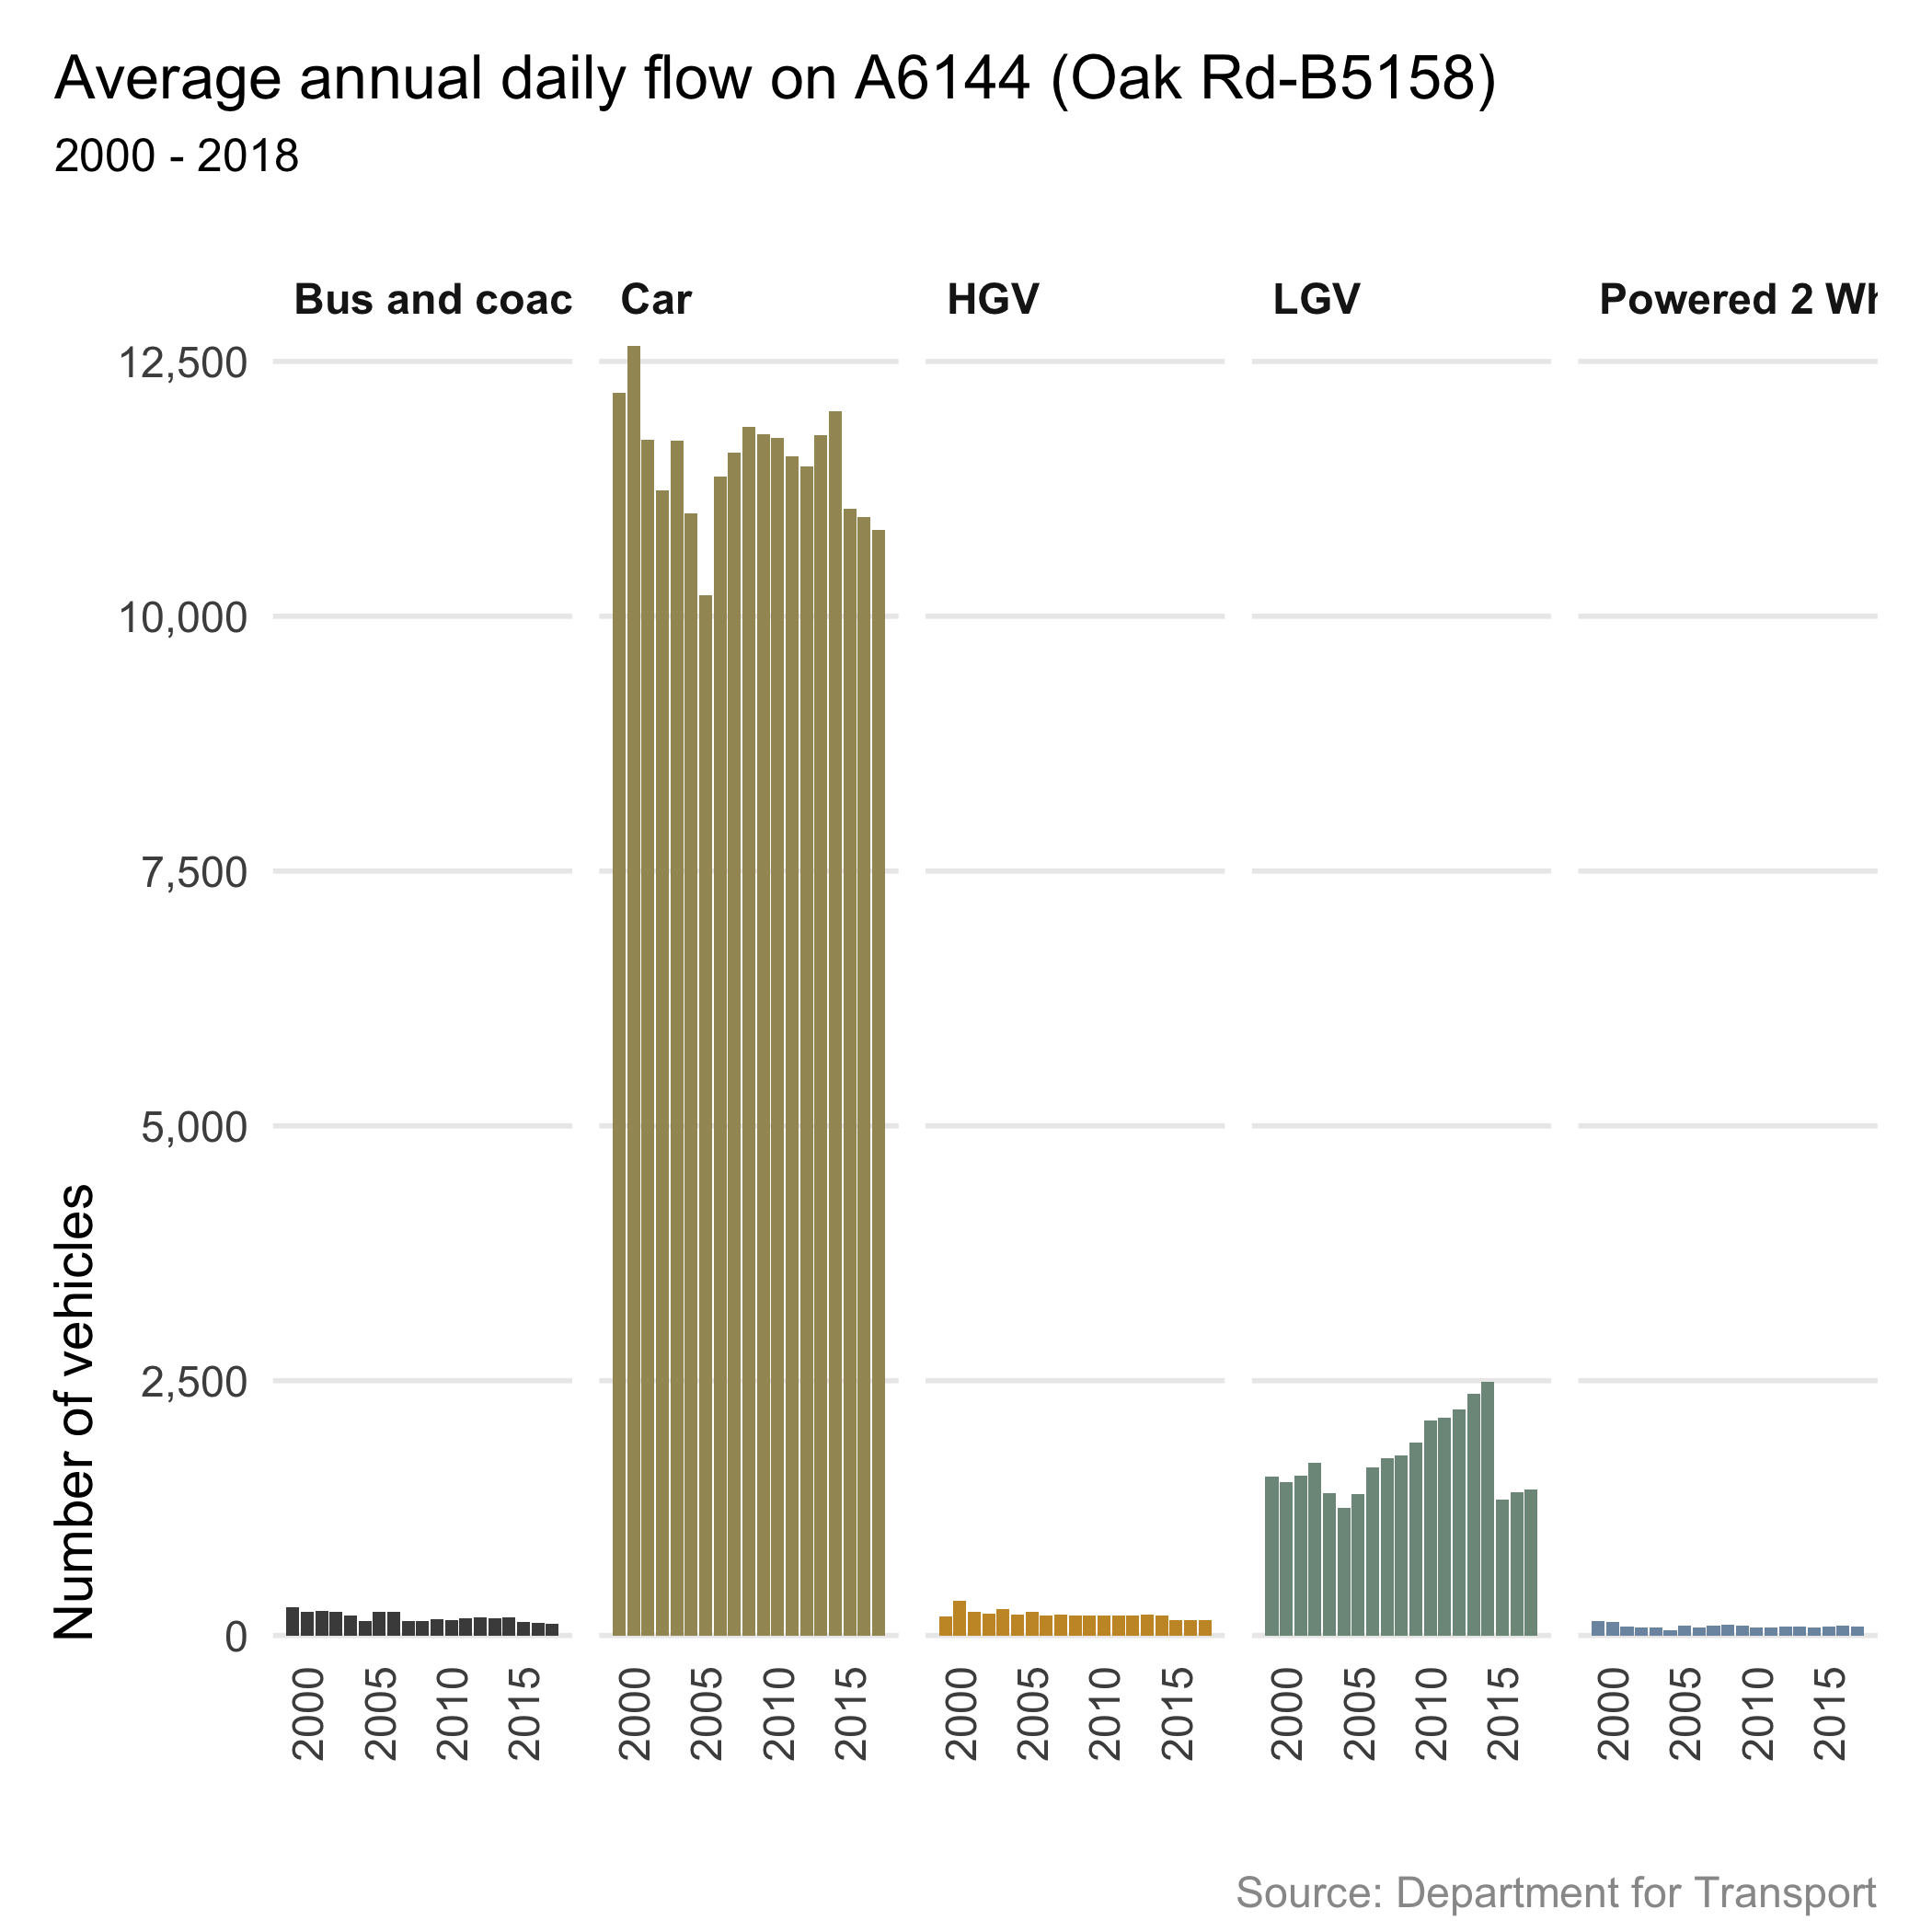 Average annual daily flow on A6144 (Oak Rd-B5158)
2000 - 2018
Bus and coac Car HGV LGV Powered 2
12,500
10,000
7,500
5,000
2,500
0
Number of vehicles
2000 2005 2010 2015 2000 2005 2010 2015 2000 2005 2010 2015 2000 2005 2010 2015 2000 2005 2010 2015
Source: Department for Transport